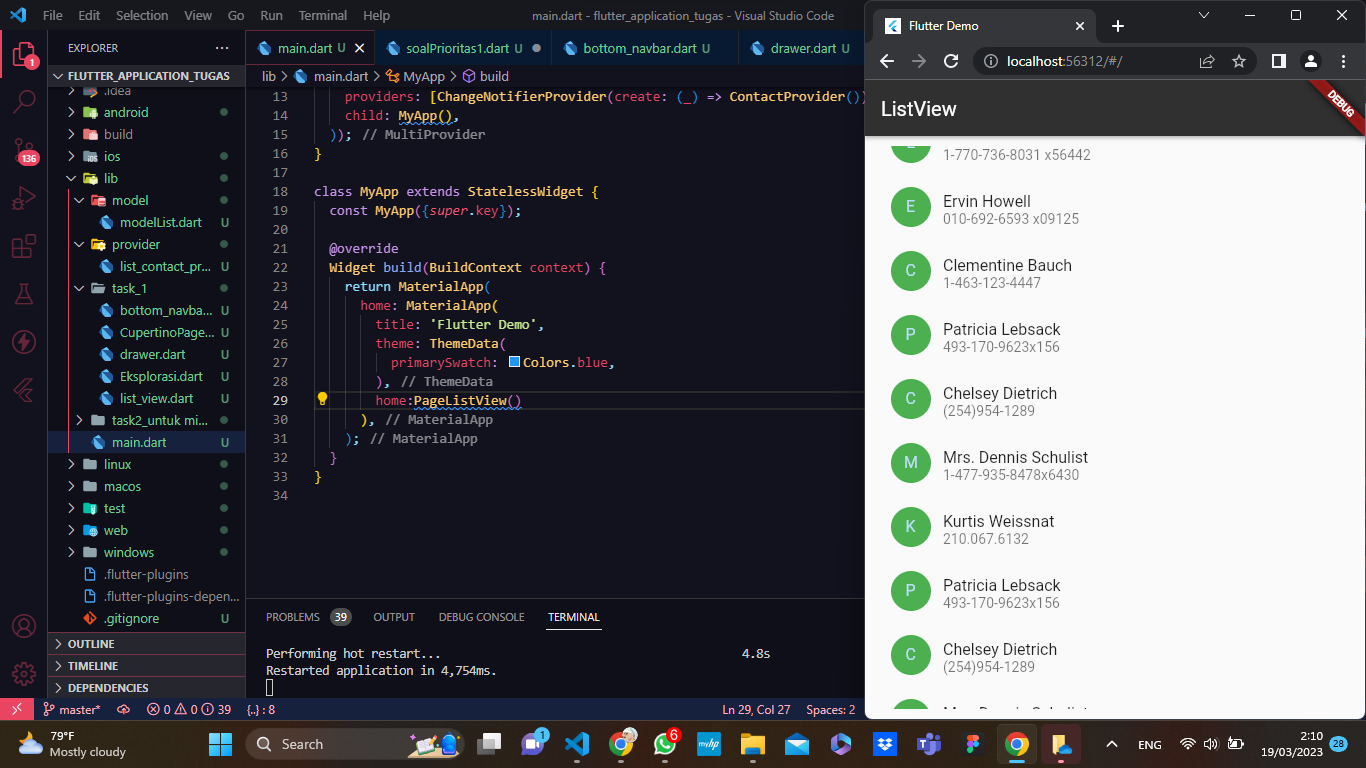 File Edit Selection View Go Run Terminal Help
main.dart - flutter_application_tugas - Visual Studio Code
EXPLORER
FLUTTER_APPLICATION_TUGAS
.idea
android
build
ios
lib
model
modelList.dart U
provider
list_contact_pr... U
task_1
bottom_navba... U
CupertinoPage... U
drawer.dart U
Eksplorasi.dart U
list_view.dart U
task2_untuk mi...
main.dart U
linux
macos
test
web
windows
.flutter-plugins
.flutter-plugins-depen...
.gitignore U
OUTLINE
TIMELINE
DEPENDENCIES
1
136
main.dart U
soalPrioritas1.dart U
bottom_navbar.dart U
drawer.dart U
lib > main.dart > MyApp > build
13 providers: [ChangeNotifierProvider(create: (_) => ContactProvider())
14 child: MyApp(),
15 )); // MultiProvider
16 }
17
18 class MyApp extends StatelessWidget {
19 const MyApp({super.key});
20
21 @override
22 Widget build(BuildContext context) {
23 return MaterialApp(
24 home: MaterialApp(
25 title: 'Flutter Demo',
26 theme: ThemeData(
27 primarySwatch: Colors.blue,
28 ), // ThemeData
29 home:PageListView()
30 ), // MaterialApp
31 ); // MaterialApp
32 }
33 }
34
PROBLEMS 39 OUTPUT DEBUG CONSOLE TERMINAL
Performing hot restart... 4.8s
Restarted application in 4,754ms.
master* 0 0 39 {..} : 8 Ln 29, Col 27 Spaces: 2
Flutter Demo
localhost:56312/#/
ListView
DEBUG
1-770-736-8031 x56442
E
Ervin Howell
010-692-6593 x09125
C
Clementine Bauch
1-463-123-4447
P
Patricia Lebsack
493-170-9623x156
C
Chelsey Dietrich
(254)954-1289
M
Mrs. Dennis Schulist
1-477-935-8478x6430
K
Kurtis Weissnat
210.067.6132
P
Patricia Lebsack
493-170-9623x156
C
Chelsey Dietrich
(254)954-1289
Mrs. Dennis Schulist
79°F
Mostly cloudy
Search
1
6
myhp
ENG
2:10
19/03/2023
28